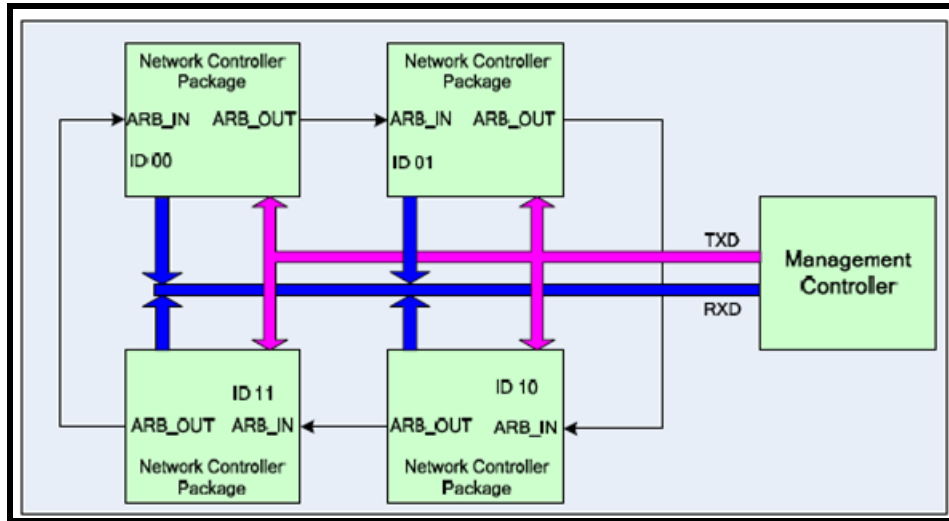 Network Controller
Package
ARB_IN ARB_OUT
ID 00
Network Controller
Package
ARB_IN ARB_OUT
ID 01
TXD
RXD
Management
Controller
ID 11
ARB_OUT ARB_IN
Network Controller
Package
ID 10
ARB_OUT ARB_IN
Network Controller
Package